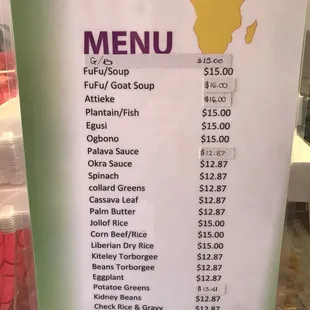 MENU
G/B $15.00
FuFu/Soup $15.00
FuFu/ Goat Soup $16.00
Attieke $16.00
Plantain/Fish $15.00
Egusi $15.00
Ogbono $15.00
Palava Sauce $12.87
Okra Sauce $12.87
Spinach $12.87
collard Greens $12.87
Cassava Leaf $12.87
Palm Butter $12.87
Jollof Rice $15.00
Corn Beef/Rice $15.00
Liberian Dry Rice $15.00
Kiteley Torborgee $12.87
Beans Torborgee $12.87
Eggplant $12.87
Potatoe Greens
Kidney Beans $12.87
Check Rice & Gravy $12.87